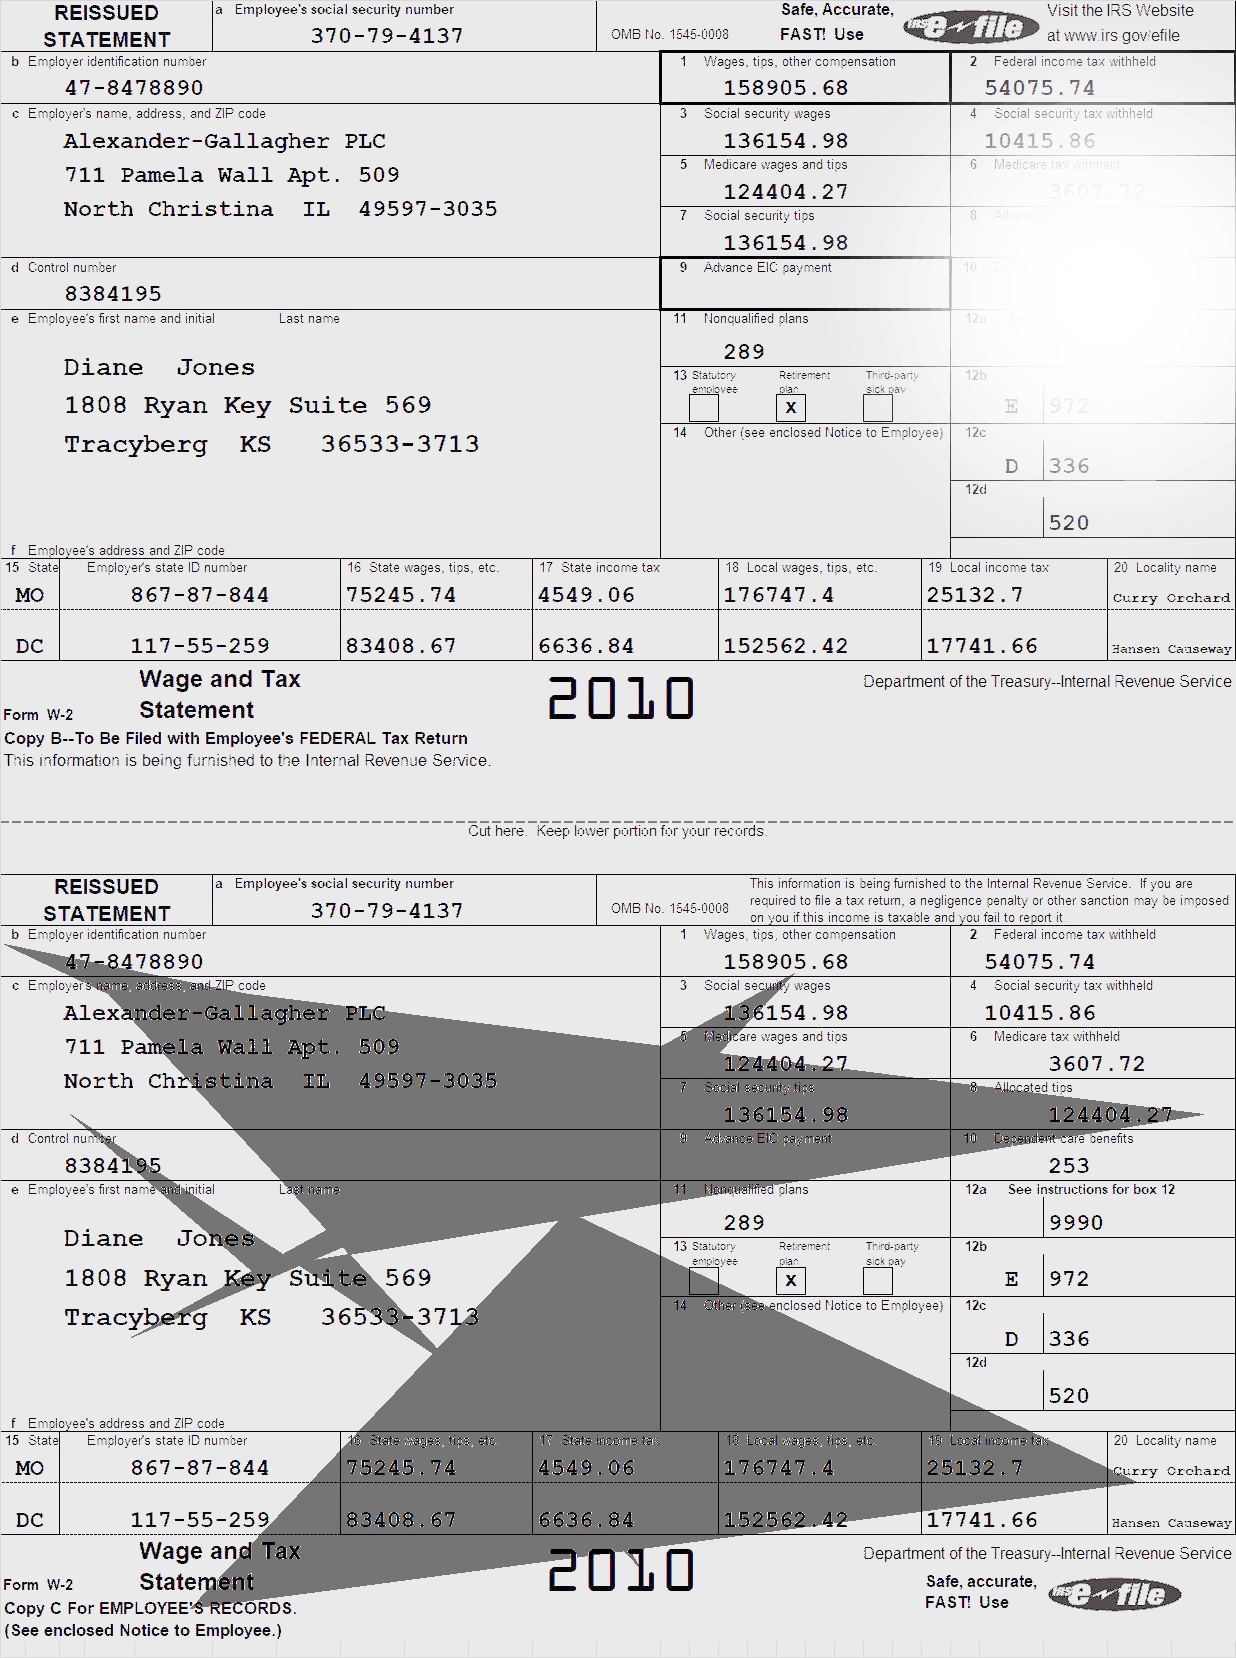 REISSUED STATEMENT
a Employee's social security number
370-79-4137
OMB No. 1545-0008
Safe, Accurate, FAST! Use
IRS e-file
Visit the IRS Website at www.irs gov/efile
b Employer identification number
47-8478890
1 Wages, tips, other compensation
158905.68
2 Federal income tax withheld
54075.74
c Employer's name, address, and ZIP code
Alexander-Gallagher PLC
711 Pamela Wall Apt. 509
North Christina IL 49597-3035
3 Social security wages
136154.98
4 Social security tax withheld
10415.86
5 Medicare wages and tips
124404.27
6 Medicare tax withheld
3607.72
7 Social security tips
136154.98
8
d Control number
8384195
9 Advance EIC payment
10
e Employee's first name and initial Last name
Diane Jones
1808 Ryan Key Suite 569
Tracyberg KS 36533-3713
11 Nonqualified plans
289
12a
13 Statutory employee
Retirement plan
X
Third-party sick pay
12b
E 972
14 Other (see enclosed Notice to Employee)
12c
D 336
12d
520
f Employee's address and ZIP code
15 State Employer's state ID number
16 State wages, tips, etc.
17 State income tax
18 Local wages, tips, etc.
19 Local income tax
20 Locality name
MO 867-87-844 75245.74 4549.06 176747.4 25132.7 Curry Orchard
DC 117-55-259 83408.67 6636.84 152562.42 17741.66 Hansen Causeway
Form W-2
Wage and Tax Statement
2010
Department of the Treasury--Internal Revenue Service
Copy B--To Be Filed with Employee's FEDERAL Tax Return
This information is being furnished to the Internal Revenue Service.
Cut here. Keep lower portion for your records.
REISSUED STATEMENT
a Employee's social security number
370-79-4137
OMB No. 1545-0008
This information is being furnished to the Internal Revenue Service. If you are
required to file a tax return, a negligence penalty or other sanction may be imposed
on you if this income is taxable and you fail to report it.
b Employer identification number
47-8478890
1 Wages, tips, other compensation
158905.68
2 Federal income tax withheld
54075.74
c Employer's name, address, and ZIP code
Alexander-Gallagher PLC
711 Pamela Wall Apt. 509
North Christina IL 49597-3035
3 Social security wages
136154.98
4 Social security tax withheld
10415.86
5 Medicare wages and tips
124404.27
6 Medicare tax withheld
3607.72
7 Social security tips
136154.98
8 Allocated tips
124404.27
d Control number
8384195
9 Advance EIC payment
10 Dependent care benefits
253
e Employee's first name and initial Last name
Diane Jones
1808 Ryan Key Suite 569
Tracyberg KS 36533-3713
11 Nonqualified plans
289
12a See instructions for box 12
9990
13 Statutory employee
Retirement plan
X
Third-party sick pay
12b
E 972
14 Other (see enclosed Notice to Employee)
12c
D 336
12d
520
f Employee's address and ZIP code
15 State Employer's state ID number
16 State wages, tips, etc.
17 State income tax
18 Local wages, tips, etc.
19 Local income tax
20 Locality name
MO 867-87-844 75245.74 4549.06 176747.4 25132.7 Curry Orchard
DC 117-55-259 83408.67 6636.84 152562.42 17741.66 Hansen Causeway
Form W-2
Wage and Tax Statement
2010
Department of the Treasury--Internal Revenue Service
Copy C For EMPLOYEE'S RECORDS.
(See enclosed Notice to Employee.)
Safe, accurate, FAST! Use
IRS e-file